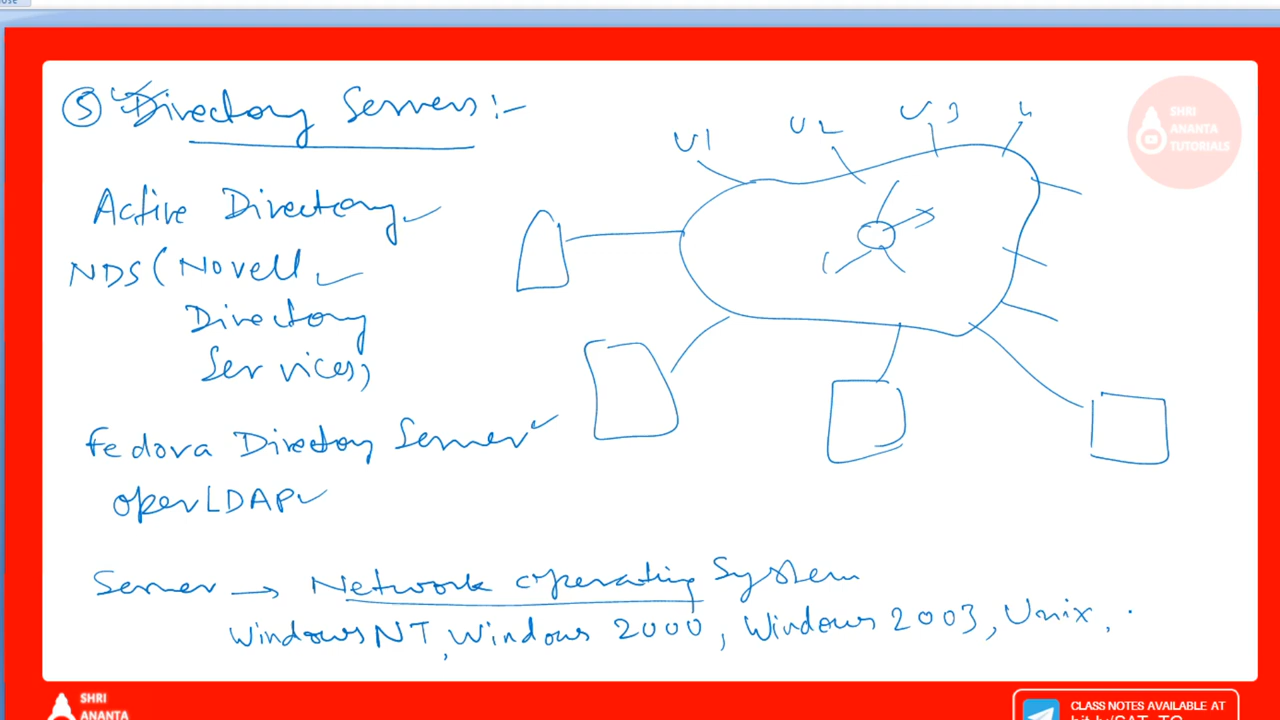 ⑤ Directory Servers:-
U1 U2 U3 4
SHRI
ANANTA
TUTORIALS
Active Directory
NDS (Novell
Directory
Services)
Fedora Directory Server
openLDAP
Server → Network operating System
Windows NT, Windows 2000, Windows 2003, Unix, .
SHRI
ANANTA
CLASS NOTES AVAILABLE AT